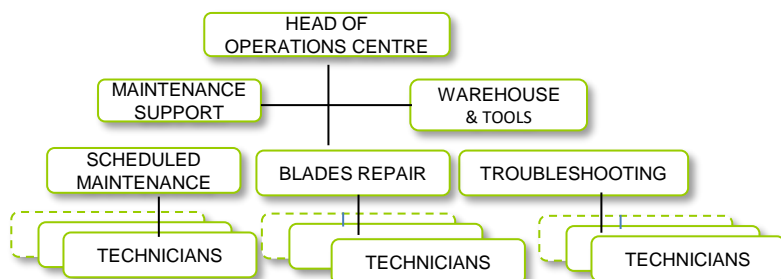 HEAD OF
OPERATIONS CENTRE
MAINTENANCE
SUPPORT
WAREHOUSE
& TOOLS
SCHEDULED
MAINTENANCE
BLADES REPAIR
TROUBLESHOOTING
TECHNICIANS
TECHNICIANS
TECHNICIANS